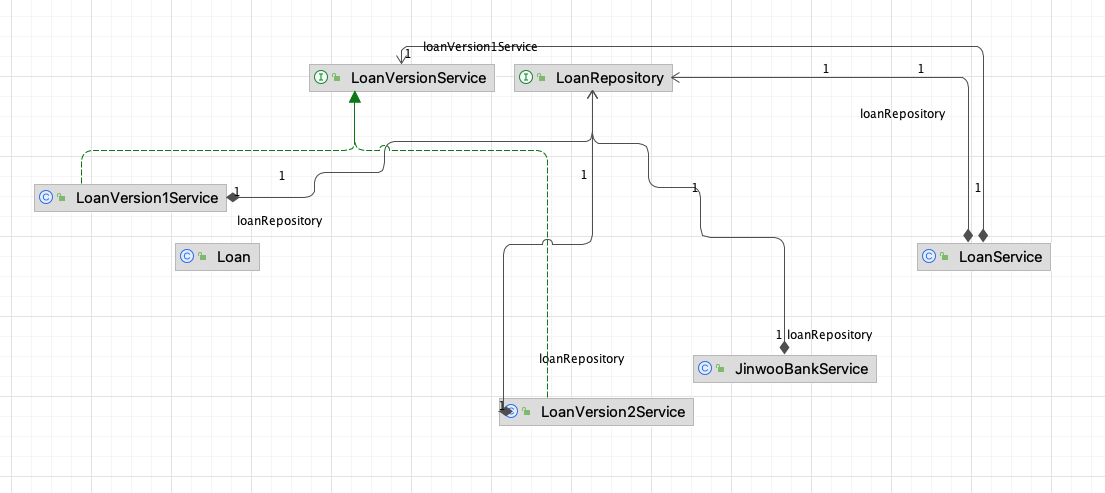 loanVersion1Service
1
I LoanVersionService
I LoanRepository
1
1
loanRepository
1
1
1
1
C LoanVersion1Service
1
loanRepository
C Loan
C LoanService
1
loanRepository
loanRepository
C JinwooBankService
1
C LoanVersion2Service